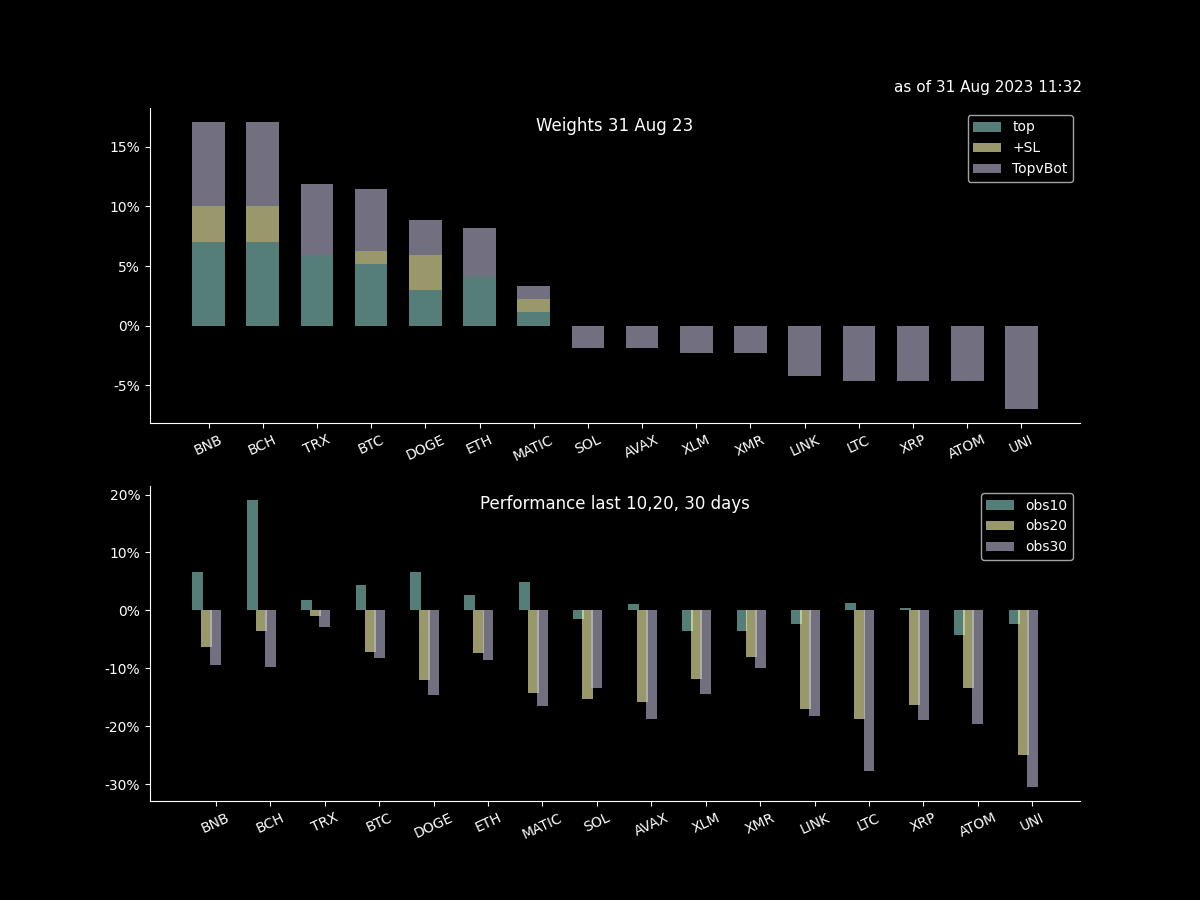 as of 31 Aug 2023 11:32
Weights 31 Aug 23
top
+SL
TopvBot
15%
10%
5%
0%
-5%
BNB BCH TRX BTC DOGE ETH MATIC SOL AVAX XLM XMR LINK LTC XRP ATOM UNI
Performance last 10,20, 30 days
obs10
obs20
obs30
20%
10%
0%
-10%
-20%
-30%
BNB BCH TRX BTC DOGE ETH MATIC SOL AVAX XLM XMR LINK LTC XRP ATOM UNI